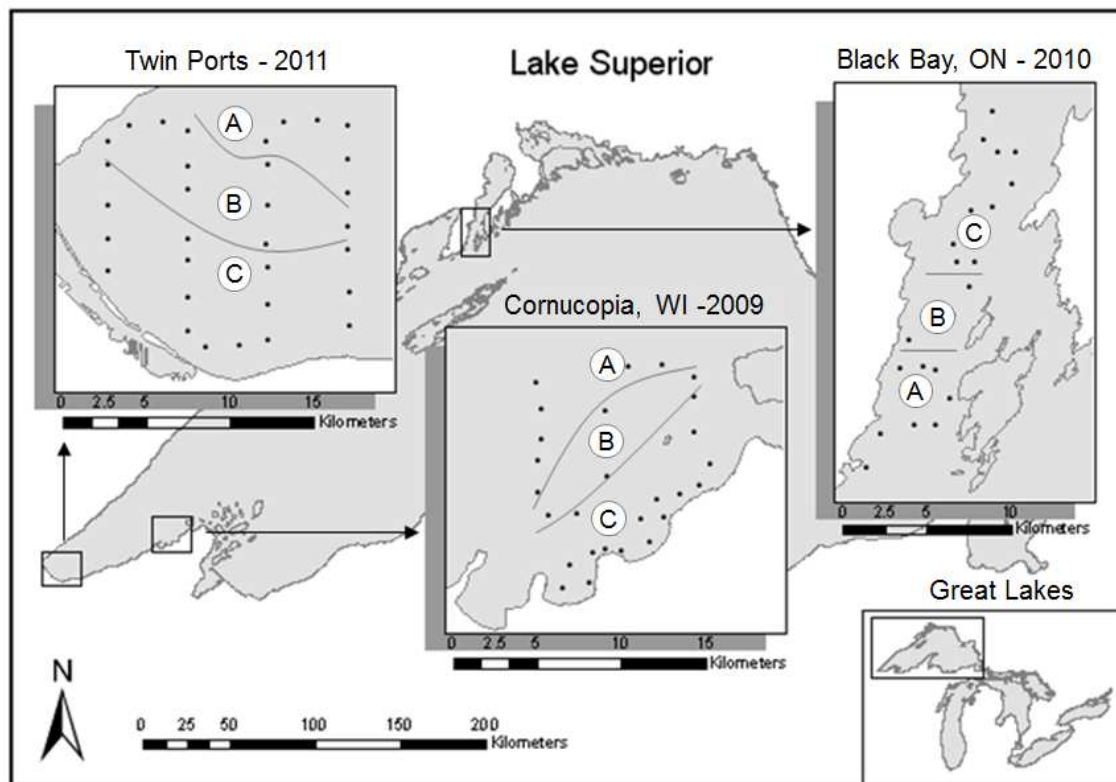 Lake Superior
Twin Ports - 2011
A
B
C
0 2.5 5 10 15
Kilometers
Black Bay, ON - 2010
C
B
A
0 2.5 5 10
Kilometers
Cornucopia, WI -2009
A
B
C
0 2.5 5 10 15
Kilometers
Great Lakes
N
0 25 50 100 150 200
Kilometers